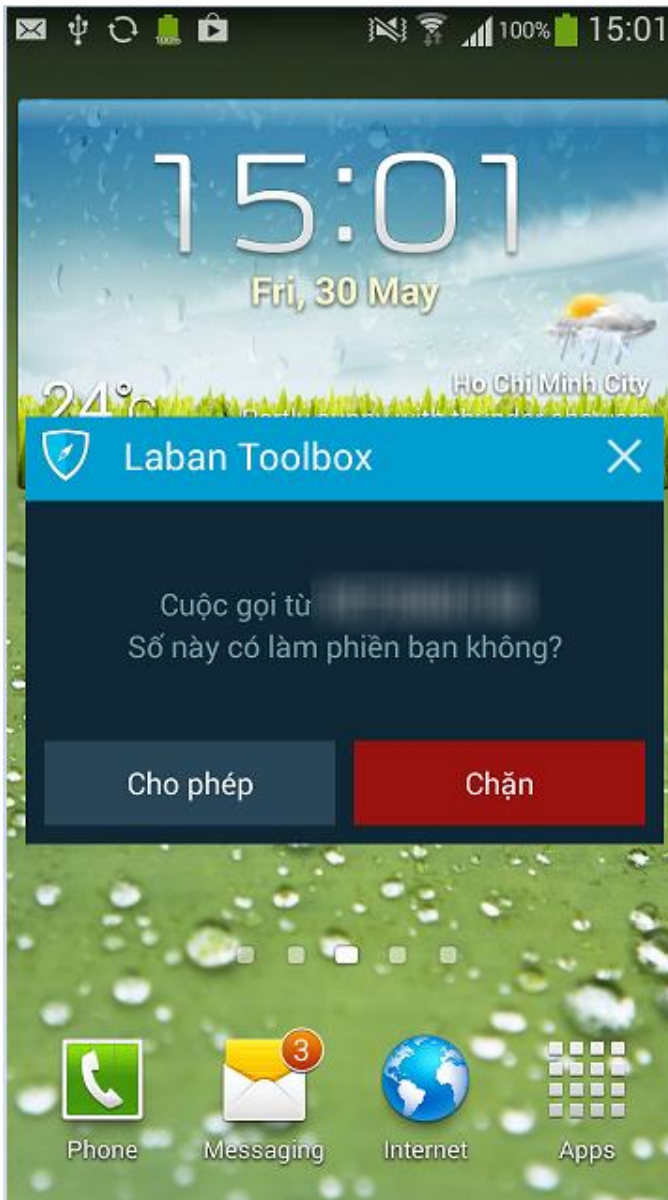 100%
100% 15:01
15:01
Fri, 30 May
24°C
Ho Chi Minh City
Laban Toolbox
Cuộc gọi từ
Số này có làm phiền bạn không?
Cho phép
Chặn
3
Phone
Messaging
Internet
Apps